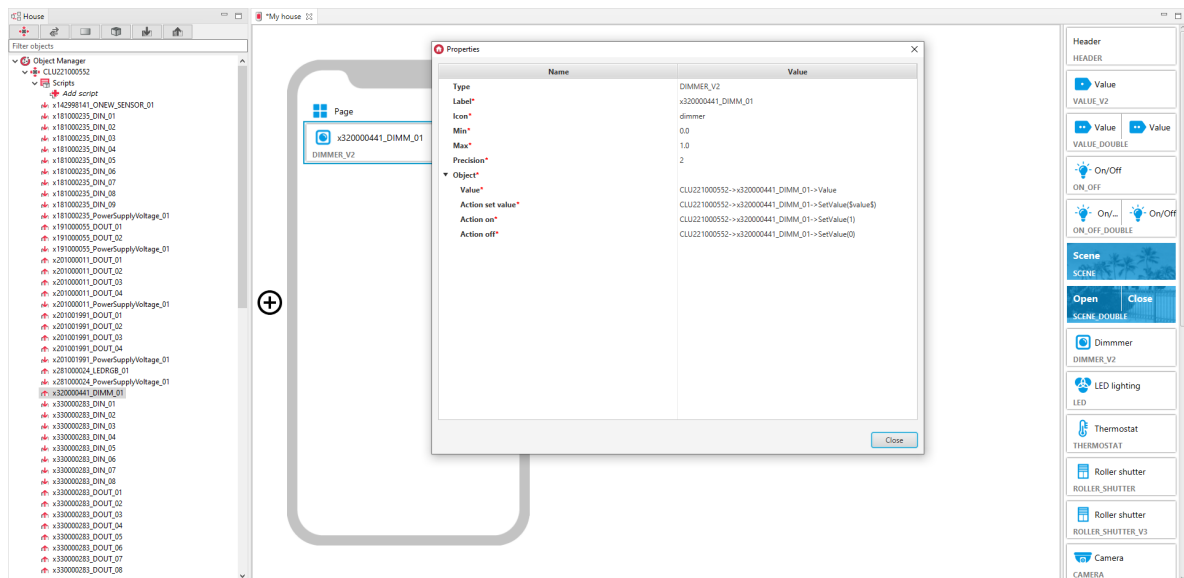 House
*My house
Filter objects
Object Manager
CLU221000552
Scripts
Add script
x142998141_ONEW_SENSOR_01
x181000235_DIN_01
x181000235_DIN_02
x181000235_DIN_03
x181000235_DIN_04
x181000235_DIN_05
x181000235_DIN_06
x181000235_DIN_07
x181000235_DIN_08
x181000235_DIN_09
x181000235_PowerSupplyVoltage_01
x191000055_DOUT_01
x191000055_DOUT_02
x191000055_PowerSupplyVoltage_01
x201000011_DOUT_01
x201000011_DOUT_02
x201000011_DOUT_03
x201000011_DOUT_04
x201000011_PowerSupplyVoltage_01
x201001991_DOUT_01
x201001991_DOUT_02
x201001991_DOUT_03
x201001991_DOUT_04
x201001991_PowerSupplyVoltage_01
x281000024_LEDRGB_01
x281000024_PowerSupplyVoltage_01
x320000441_DIMM_01
x330000283_DIN_01
x330000283_DIN_02
x330000283_DIN_03
x330000283_DIN_04
x330000283_DIN_05
x330000283_DIN_06
x330000283_DIN_07
x330000283_DIN_08
x330000283_DOUT_01
x330000283_DOUT_02
x330000283_DOUT_03
x330000283_DOUT_04
x330000283_DOUT_05
x330000283_DOUT_06
x330000283_DOUT_07
x330000283_DOUT_08
Page
x320000441_DIMM_01
DIMMER_V2
Properties
Name Value
Type DIMMER_V2
Label* x320000441_DIMM_01
Icon* dimmer
Min* 0.0
Max* 1.0
Precision* 2
Object*
Value* CLU221000552->x320000441_DIMM_01->Value
Action set value* CLU221000552->x320000441_DIMM_01->SetValue($value$)
Action on* CLU221000552->x320000441_DIMM_01->SetValue(1)
Action off* CLU221000552->x320000441_DIMM_01->SetValue(0)
Close
Header
HEADER
Value
VALUE_V2
Value Value
VALUE_DOUBLE
On/Off
ON_OFF
On/... On/Off
ON_OFF_DOUBLE
Scene
SCENE
Open Close
SCENE_DOUBLE
Dimmmer
DIMMER_V2
LED lighting
LED
Thermostat
THERMOSTAT
Roller shutter
ROLLER_SHUTTER
Roller shutter
ROLLER_SHUTTER_V3
Camera
CAMERA